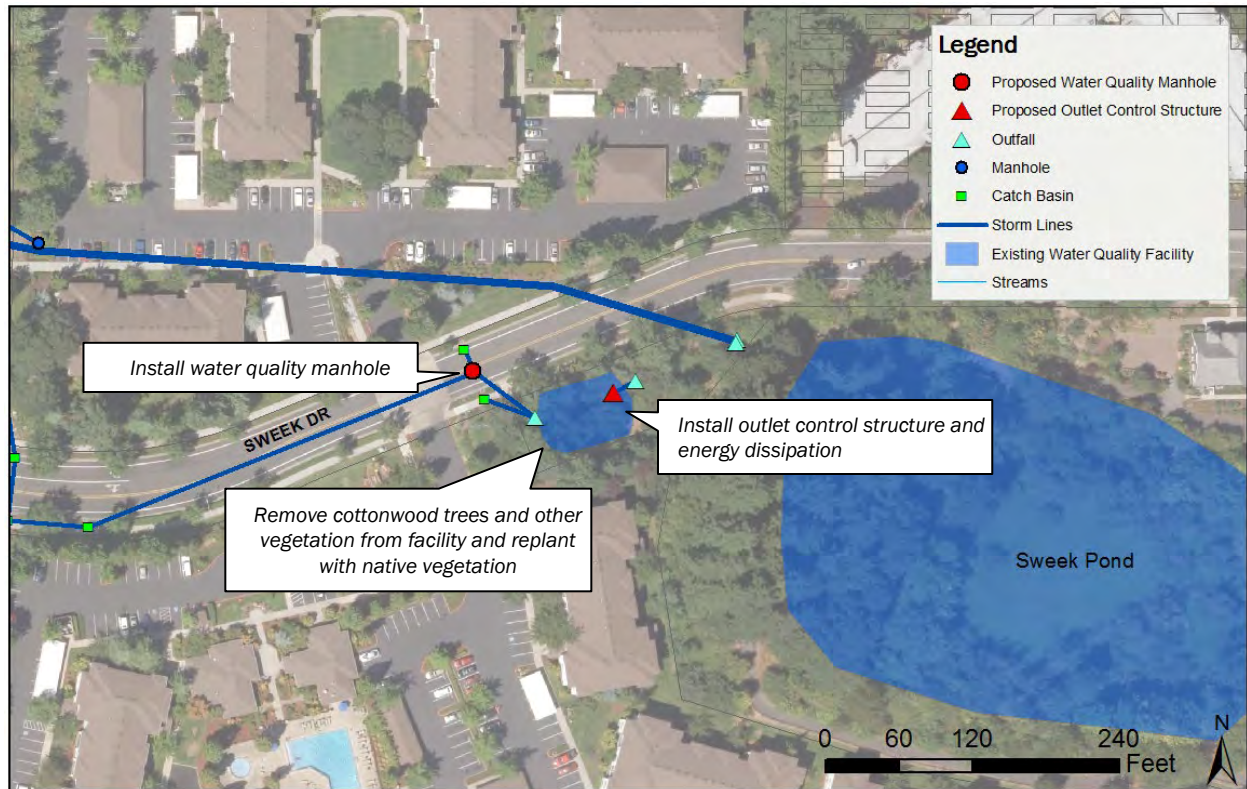 Legend
Proposed Water Quality Manhole
Proposed Outlet Control Structure
Outfall
Manhole
Catch Basin
Storm Lines
Existing Water Quality Facility
Streams
Install water quality manhole
SWEEK DR
Install outlet control structure and
energy dissipation
Remove cottonwood trees and other
vegetation from facility and replant
with native vegetation
Sweek Pond
0 60 120 240
Feet
N